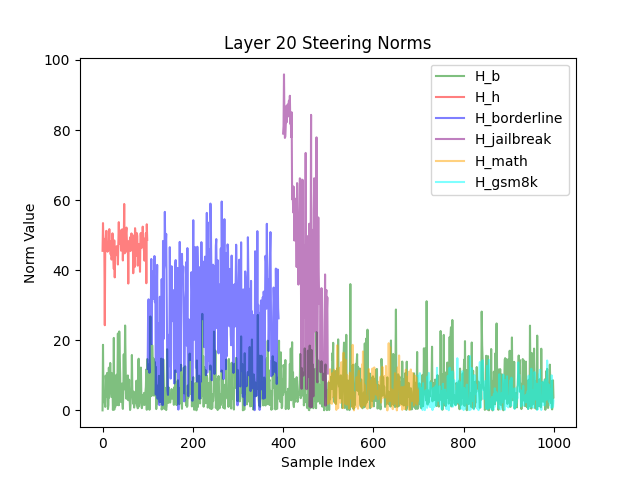 Layer 20 Steering Norms
Norm Value
100
80
60
40
20
0
H_b
H_h
H_borderline
H_jailbreak
H_math
H_gsm8k
0 200 400 600 800 1000
Sample Index